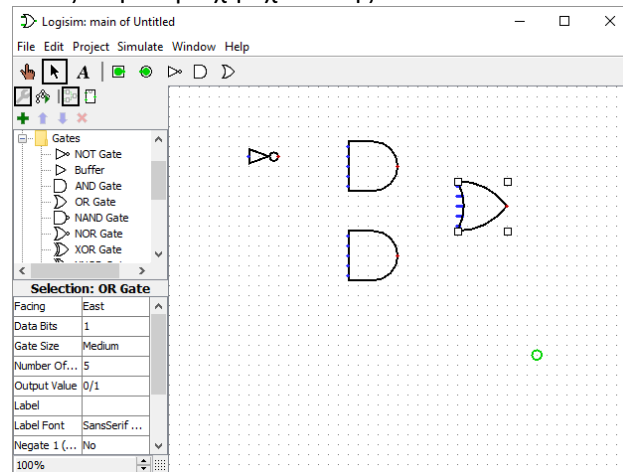 Logisim: main of Untitled
File Edit Project Simulate Window Help
A
Gates
NOT Gate
Buffer
AND Gate
OR Gate
NAND Gate
NOR Gate
XOR Gate
Selection: OR Gate
Facing East
Data Bits 1
Gate Size Medium
Number Of... 5
Output Value 0/1
Label
Label Font SansSerif ...
Negate 1 (... No
100%